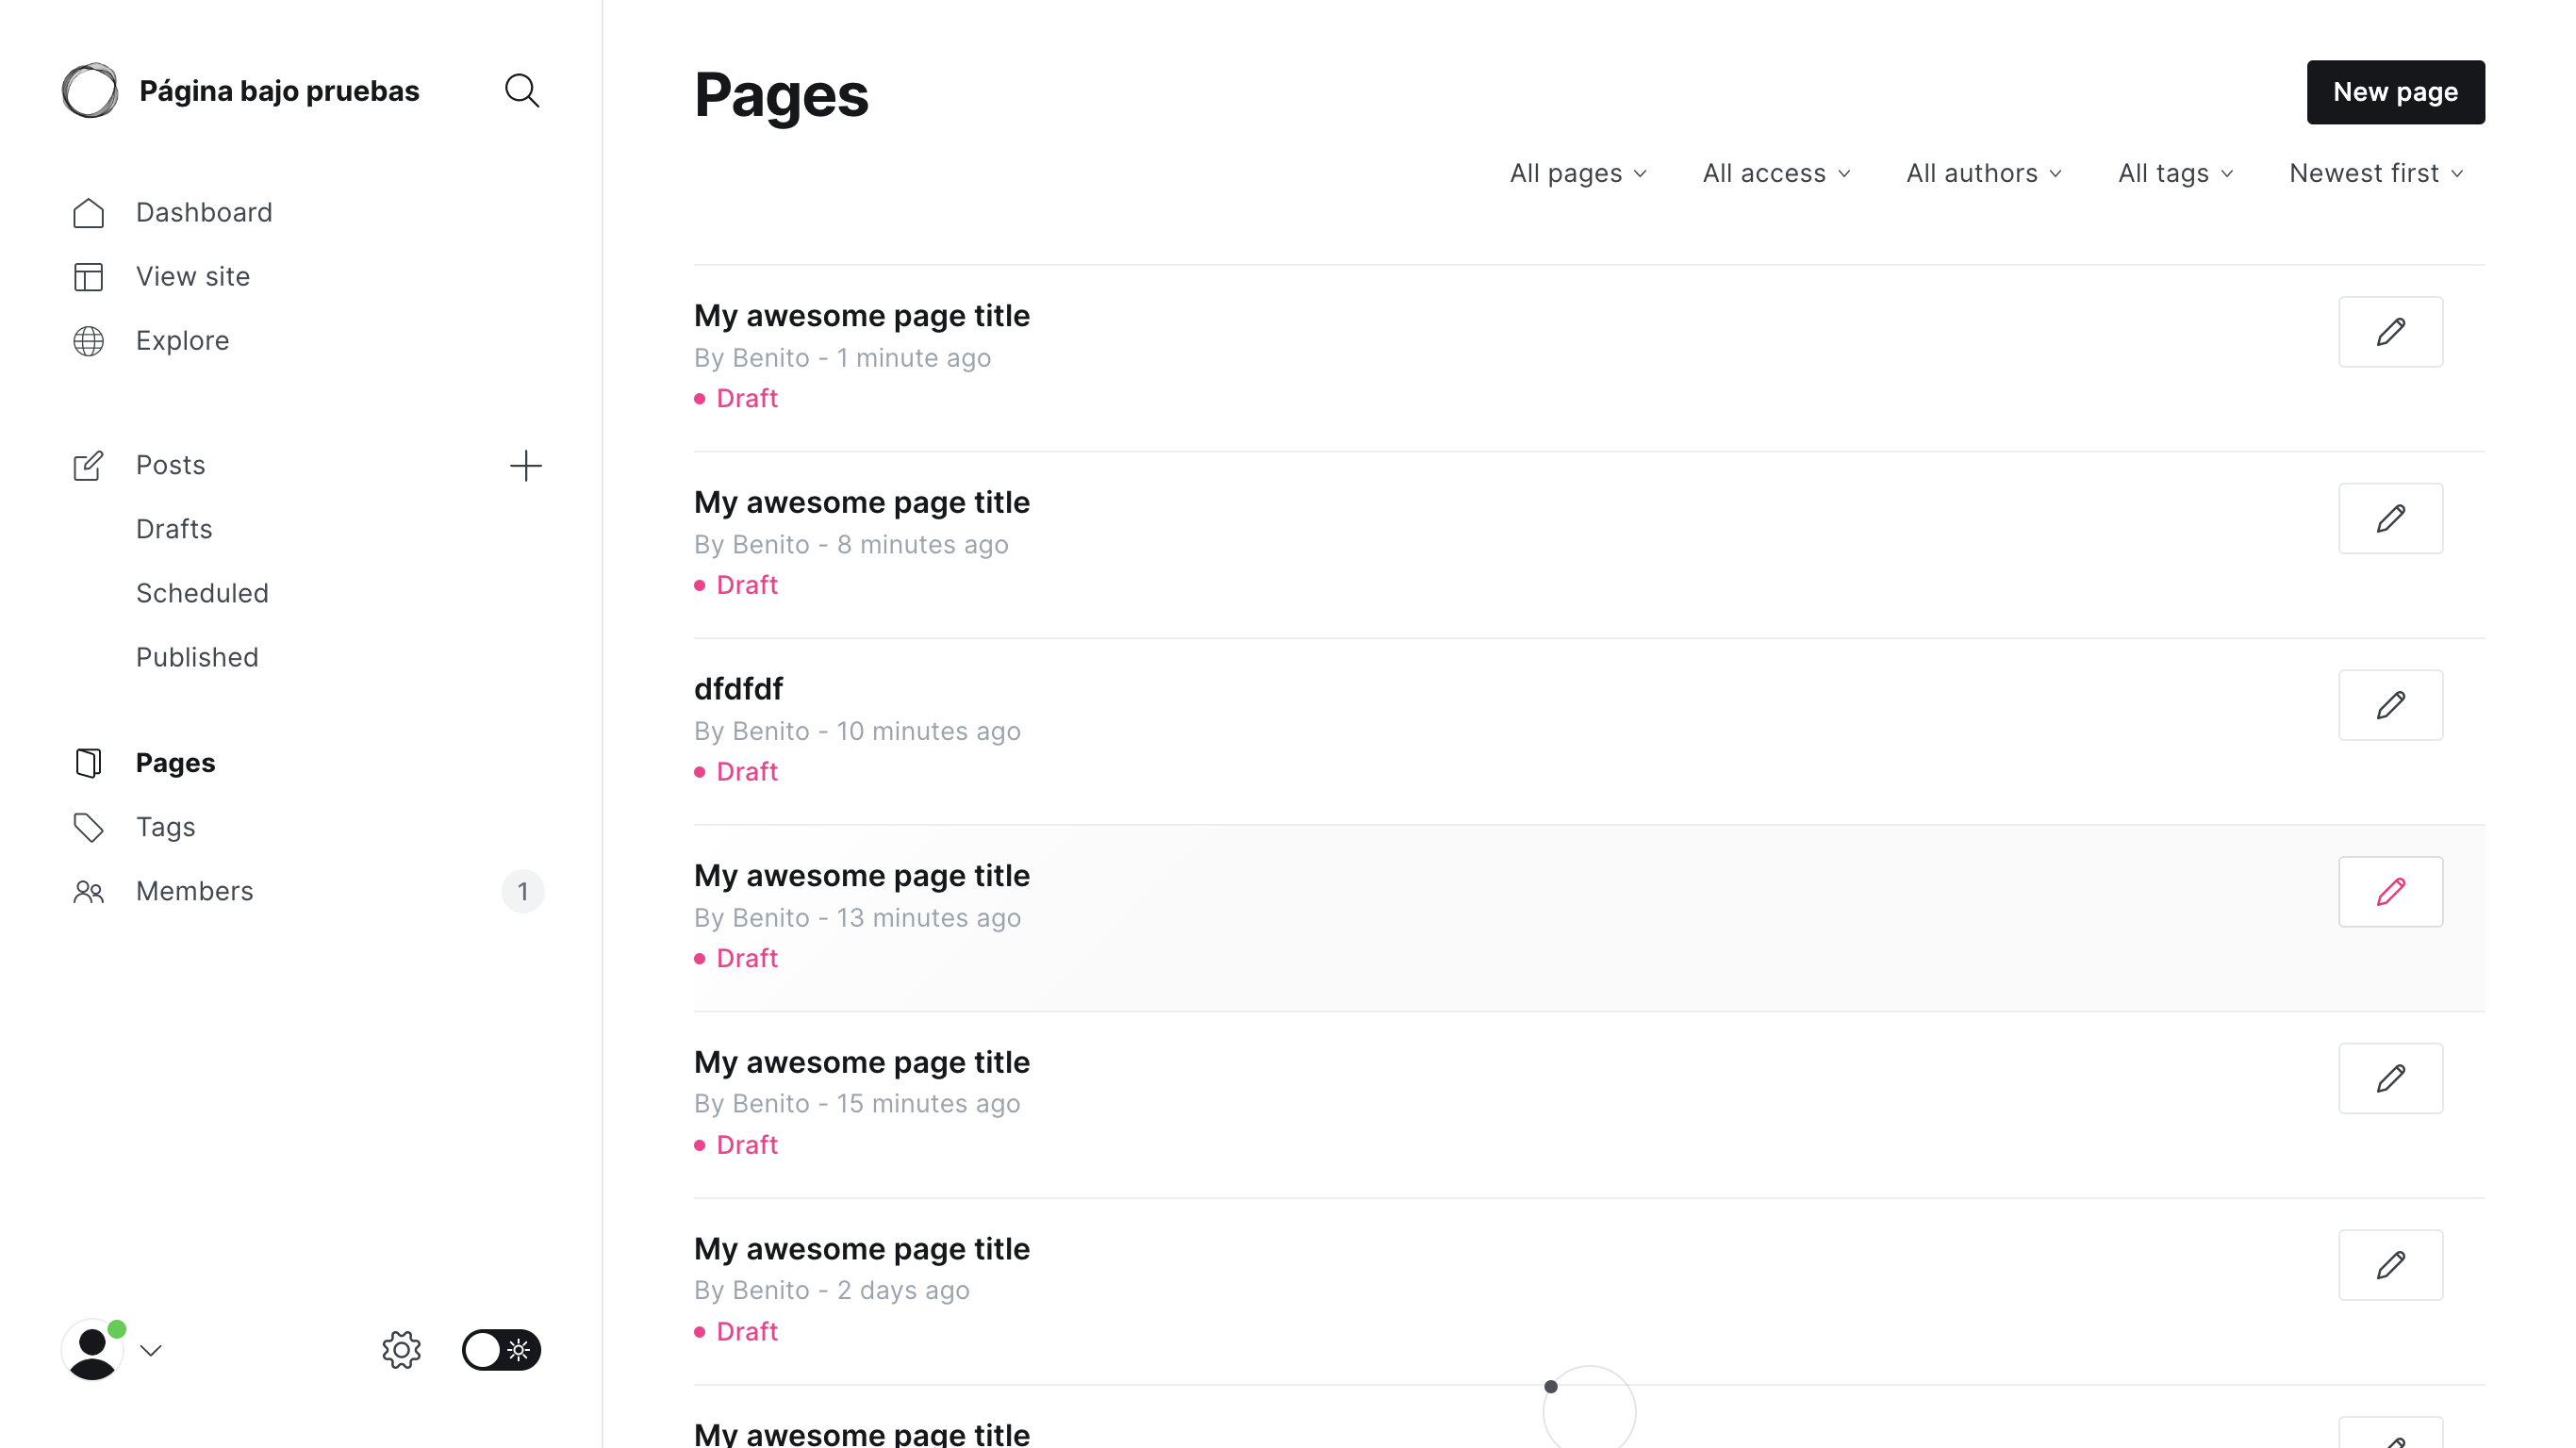 Página bajo pruebas
Dashboard
View site
Explore
Posts
Drafts
Scheduled
Published
Pages
Tags
Members
1
Pages
New page
All pages
All access
All authors
All tags
Newest first
My awesome page title
By Benito - 1 minute ago
Draft
My awesome page title
By Benito - 8 minutes ago
Draft
dfdfdf
By Benito - 10 minutes ago
Draft
My awesome page title
By Benito - 13 minutes ago
Draft
My awesome page title
By Benito - 15 minutes ago
Draft
My awesome page title
By Benito - 2 days ago
Draft
My awesome page title